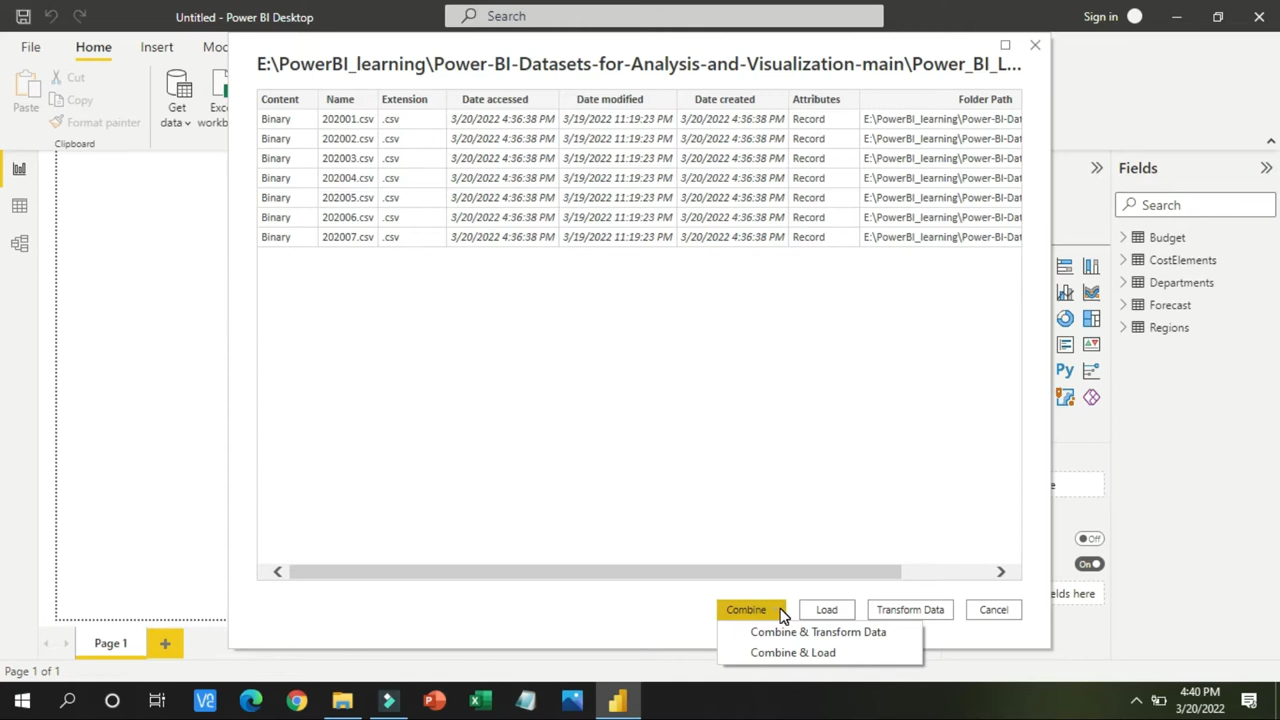 Untitled - Power BI Desktop
Search
Sign in
File
Home
Insert
Mod
Paste
Cut
Copy
Format painter
Clipboard
Get data
Exce
workb
E:\PowerBI_learning\Power-BI-Datasets-for-Analysis-and-Visualization-main\Power_BI_L...
Content Name Extension Date accessed Date modified Date created Attributes Folder Path
Binary 202001.csv .csv 3/20/2022 4:36:38 PM 3/19/2022 11:19:23 PM 3/20/2022 4:36:38 PM Record E:\PowerBI_learning\Power-BI-Dat
Binary 202002.csv .csv 3/20/2022 4:36:38 PM 3/19/2022 11:19:23 PM 3/20/2022 4:36:38 PM Record E:\PowerBI_learning\Power-BI-Dat
Binary 202003.csv .csv 3/20/2022 4:36:38 PM 3/19/2022 11:19:23 PM 3/20/2022 4:36:38 PM Record E:\PowerBI_learning\Power-BI-Dat
Binary 202004.csv .csv 3/20/2022 4:36:38 PM 3/19/2022 11:19:23 PM 3/20/2022 4:36:38 PM Record E:\PowerBI_learning\Power-BI-Dat
Binary 202005.csv .csv 3/20/2022 4:36:38 PM 3/19/2022 11:19:23 PM 3/20/2022 4:36:38 PM Record E:\PowerBI_learning\Power-BI-Dat
Binary 202006.csv .csv 3/20/2022 4:36:38 PM 3/19/2022 11:19:23 PM 3/20/2022 4:36:38 PM Record E:\PowerBI_learning\Power-BI-Dat
Binary 202007.csv .csv 3/20/2022 4:36:38 PM 3/19/2022 11:19:23 PM 3/20/2022 4:36:38 PM Record E:\PowerBI_learning\Power-BI-Dat
Combine
Load
Transform Data
Cancel
Combine & Transform Data
Combine & Load
Fields
Search
Budget
CostElements
Departments
Forecast
Regions
Py
e
Off
On
elds here
Page 1
Page 1 of 1
4:40 PM
3/20/2022